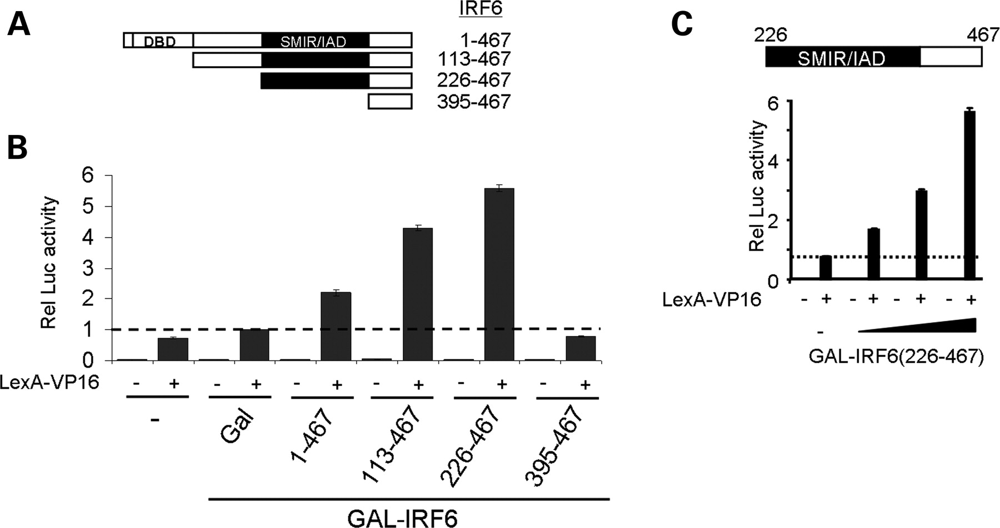 A
IRF6
DBD SMIR/IAD 1-467
113-467
226-467
395-467
B
Rel Luc activity
6
5
4
3
2
1
0
LexA-VP16 - + - + - + - + - + - +
- Gal 1-467 113-467 226-467 395-467
GAL-IRF6
C
226 467
SMIR/IAD
Rel Luc activity
6
4
2
0
LexA-VP16 - + - + - + - +
-
GAL-IRF6(226-467)